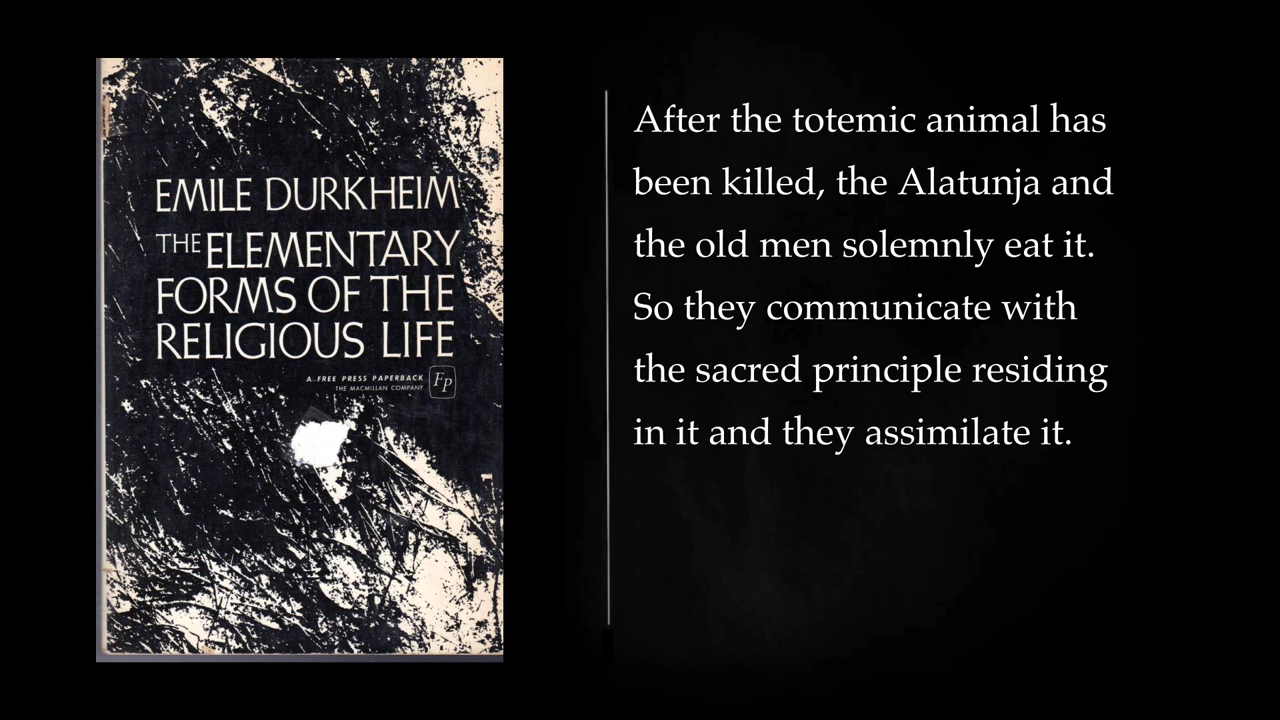 EMILE DURKHEIM
THE ELEMENTARY
FORMS OF THE
RELIGIOUS LIFE
A FREE PRESS PAPERBACK
THE MACMILLAN COMPANY
Fp
After the totemic animal has
been killed, the Alatunja and
the old men solemnly eat it.
So they communicate with
the sacred principle residing
in it and they assimilate it.